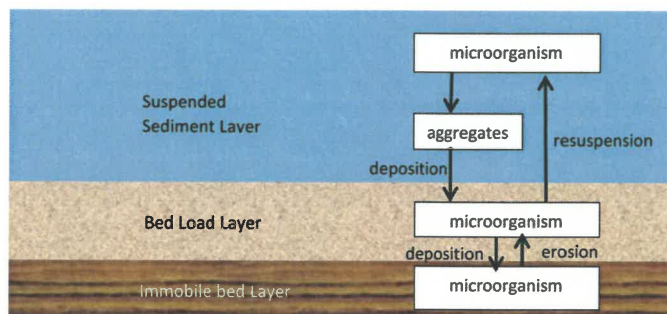 microorganism
Suspended
Sediment Layer
aggregates
resuspension
deposition
Bed Load Layer
microorganism
deposition
erosion
Immobile bed Layer
microorganism